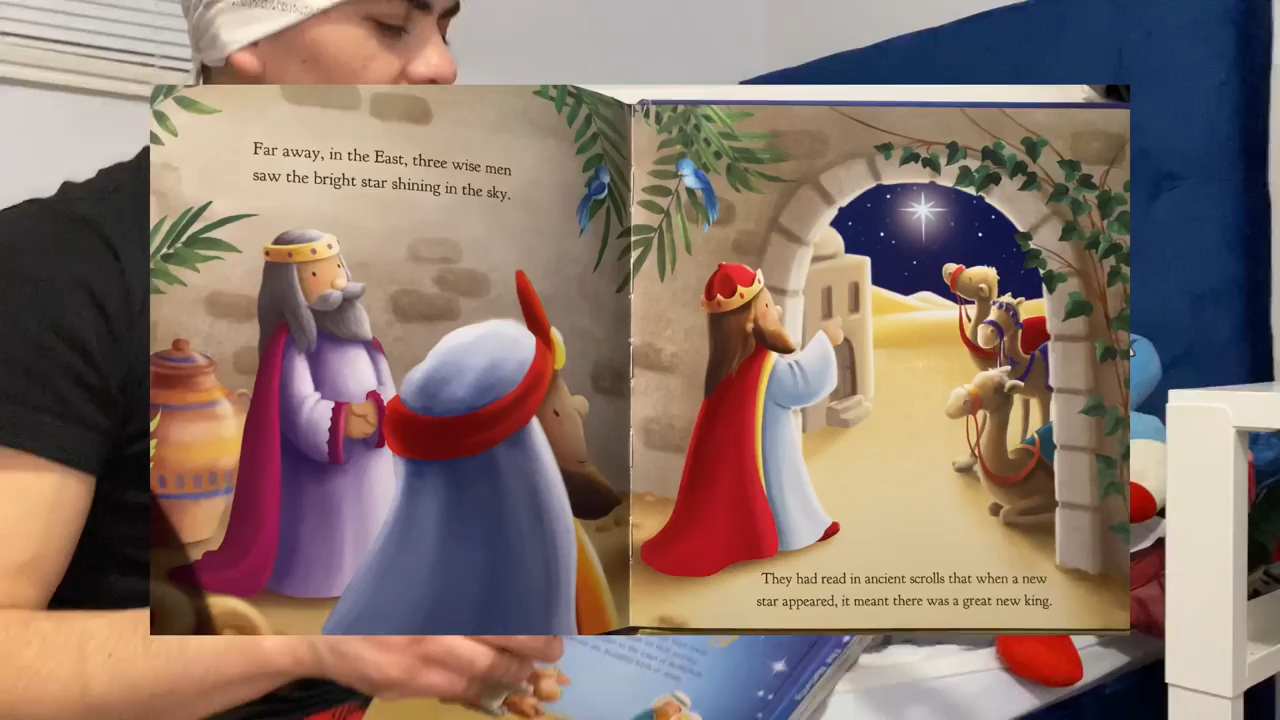 Far away, in the East, three wise men
saw the bright star shining in the sky.
They had read in ancient scrolls that when a new
star appeared, it meant there was a great new king.